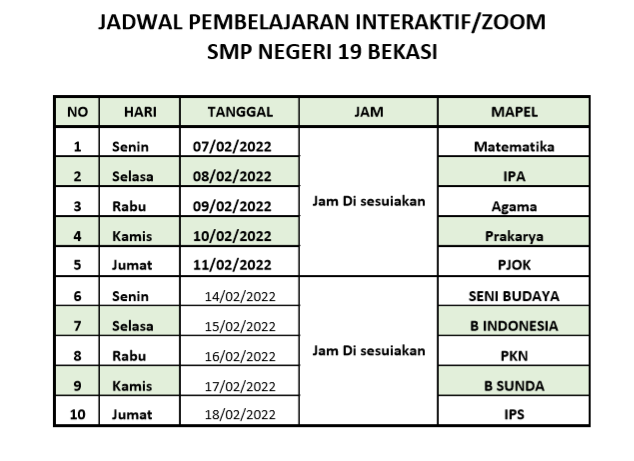 JADWAL PEMBELAJARAN INTERAKTIF/ZOOM
SMP NEGERI 19 BEKASI
NO HARI TANGGAL JAM MAPEL
1 Senin 07/02/2022 Matematika
2 Selasa 08/02/2022 IPA
3 Rabu 09/02/2022 Jam Di sesuiakan Agama
4 Kamis 10/02/2022 Prakarya
5 Jumat 11/02/2022 PJOK
6 Senin 14/02/2022 SENI BUDAYA
7 Selasa 15/02/2022 B INDONESIA
8 Rabu 16/02/2022 Jam Di sesuiakan PKN
9 Kamis 17/02/2022 B SUNDA
10 Jumat 18/02/2022 IPS